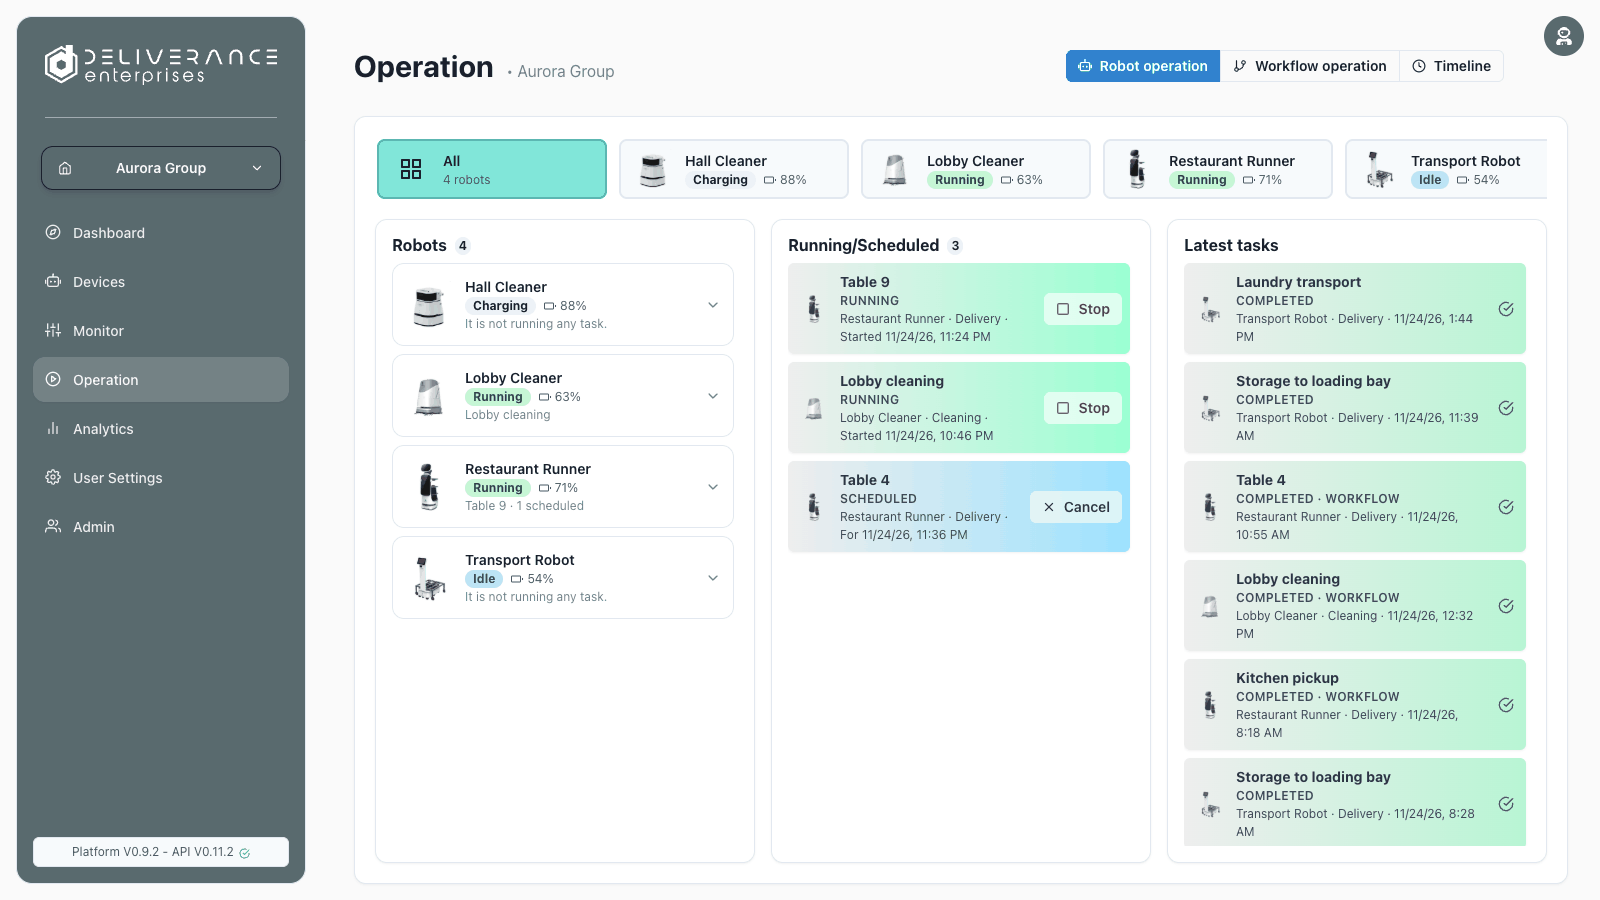 DELIVERANCE
enterprises
Aurora Group
Dashboard
Devices
Monitor
Operation
Analytics
User Settings
Admin
Platform V0.9.2 - API V0.11.2
Operation
• Aurora Group
Robot operation
Workflow operation
Timeline
All
4 robots
Hall Cleaner
Charging 88%
Lobby Cleaner
Running 63%
Restaurant Runner
Running 71%
Transport Robot
Idle 54%
Robots 4
Hall Cleaner
Charging 88%
It is not running any task.
Lobby Cleaner
Running 63%
Lobby cleaning
Restaurant Runner
Running 71%
Table 9 · 1 scheduled
Transport Robot
Idle 54%
It is not running any task.
Running/Scheduled 3
Table 9
RUNNING
Restaurant Runner · Delivery ·
Started 11/24/26, 11:24 PM
Stop
Lobby cleaning
RUNNING
Lobby Cleaner · Cleaning ·
Started 11/24/26, 10:46 PM
Stop
Table 4
SCHEDULED
Restaurant Runner · Delivery ·
For 11/24/26, 11:36 PM
Cancel
Latest tasks
Laundry transport
COMPLETED
Transport Robot · Delivery · 11/24/26, 1:44
PM
Storage to loading bay
COMPLETED
Transport Robot · Delivery · 11/24/26, 11:39
AM
Table 4
COMPLETED · WORKFLOW
Restaurant Runner · Delivery · 11/24/26,
10:55 AM
Lobby cleaning
COMPLETED · WORKFLOW
Lobby Cleaner · Cleaning · 11/24/26, 12:32
PM
Kitchen pickup
COMPLETED · WORKFLOW
Restaurant Runner · Delivery · 11/24/26,
8:18 AM
Storage to loading bay
COMPLETED
Transport Robot · Delivery · 11/24/26, 8:28
AM